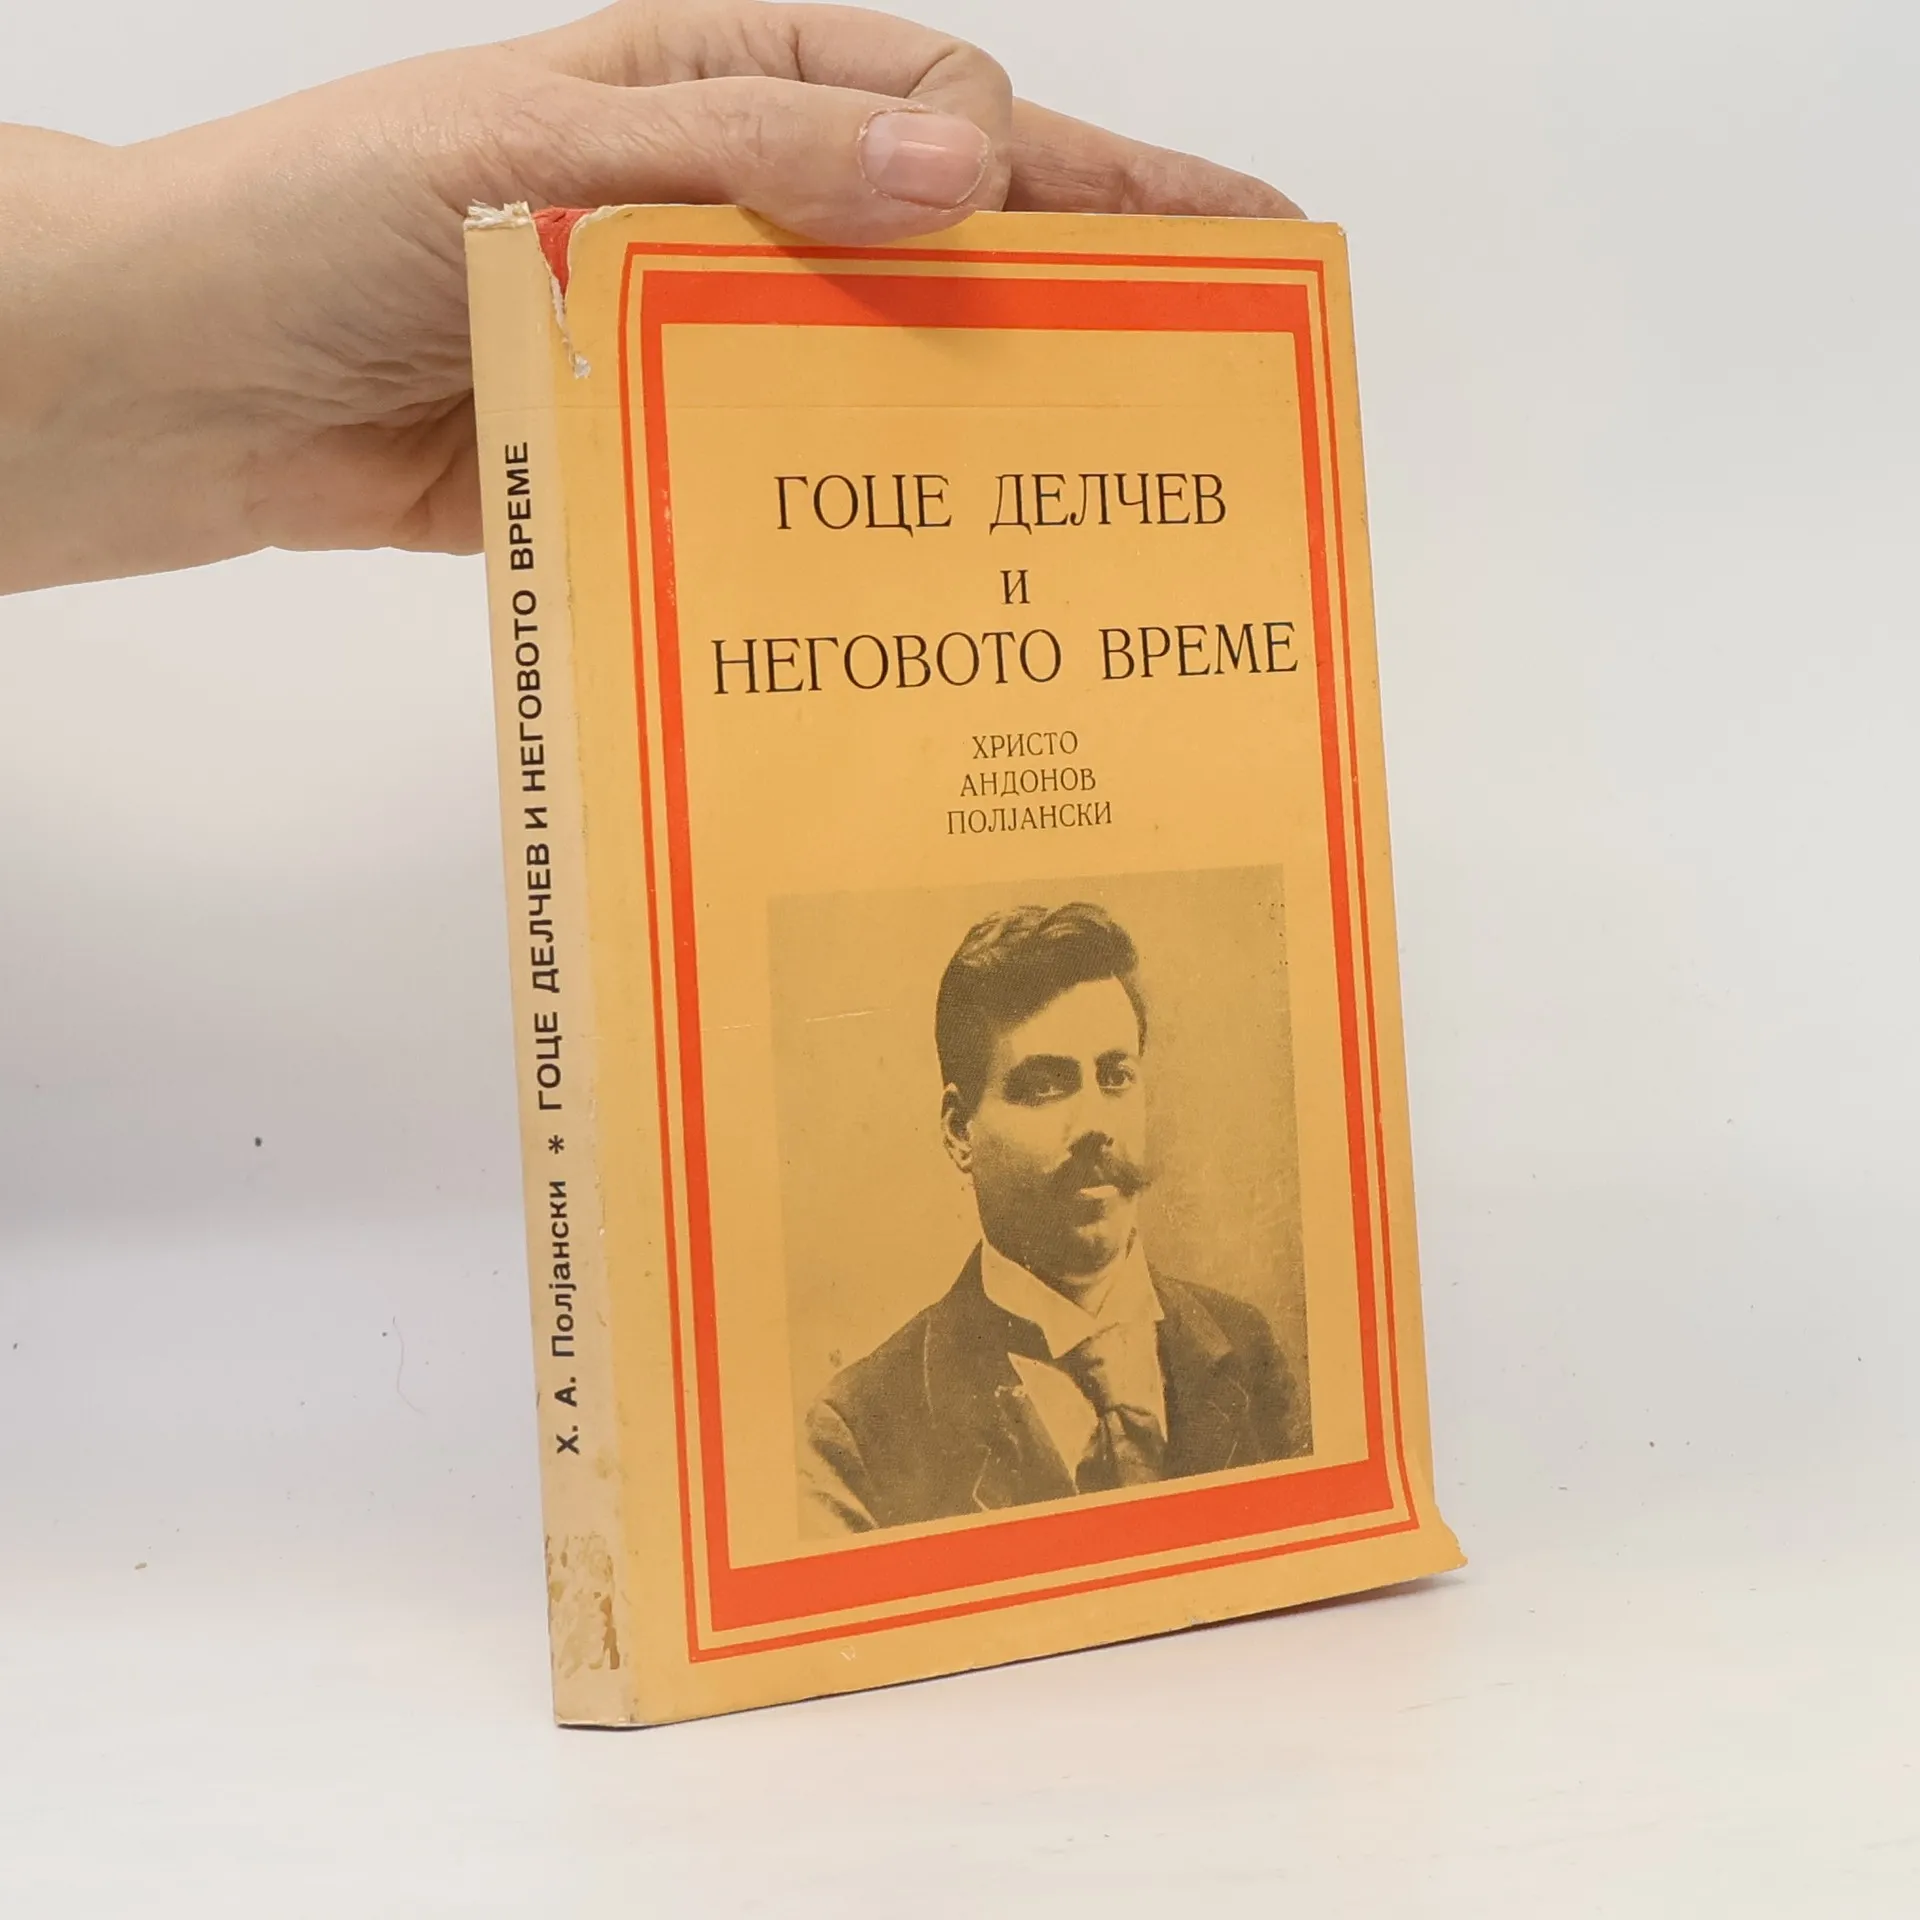 ГОЦЕ ДЕЛЧЕВ
И
НЕГОВОТО ВРЕМЕ
ХРИСТО
АНДОНОВ
ПОЛЈАНСКИ
Х. А. Полјански * ГОЦЕ ДЕЛЧЕВ И НЕГОВОТО ВРЕМЕ